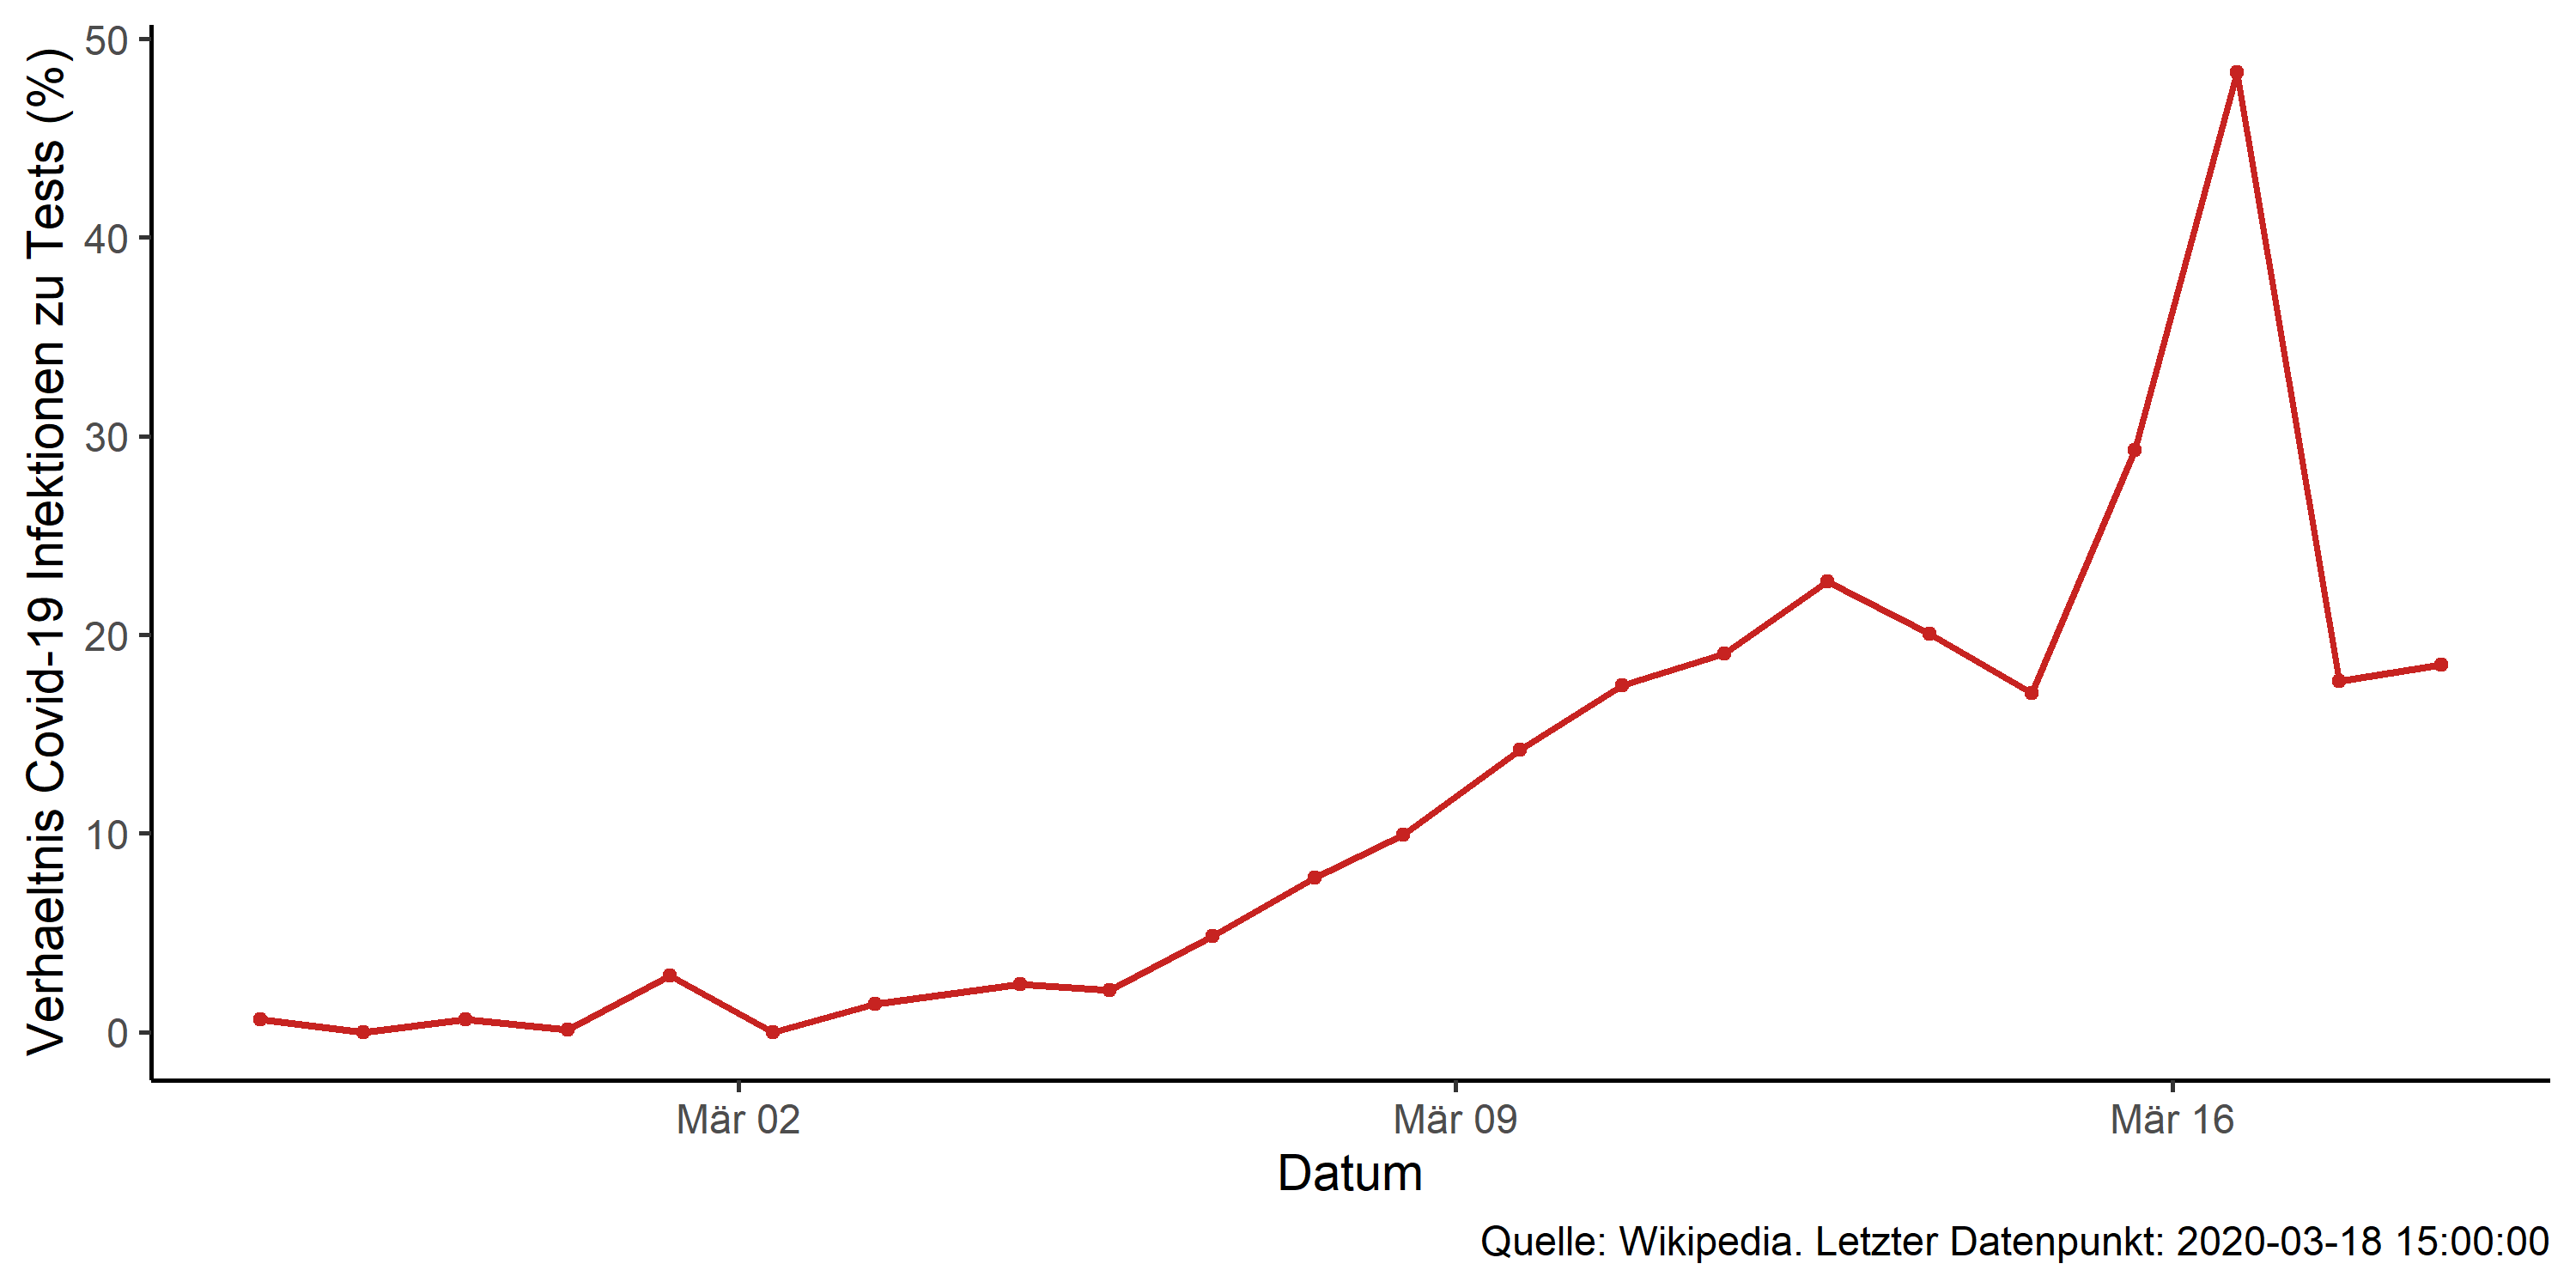 Verhaeltnis Covid-19 Infektionen zu Tests (%)
50
40
30
20
10
0
Mär 02
Mär 09
Mär 16
Datum
Quelle: Wikipedia. Letzter Datenpunkt: 2020-03-18 15:00:00